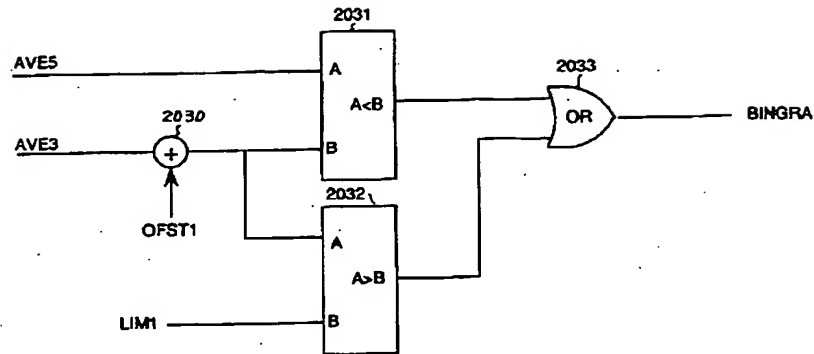 2031
AVE5
A
A<B
B
2033
OR
BINGRA
2030
AVE3
+
OFST1
2032
A
A>B
B
LIM1